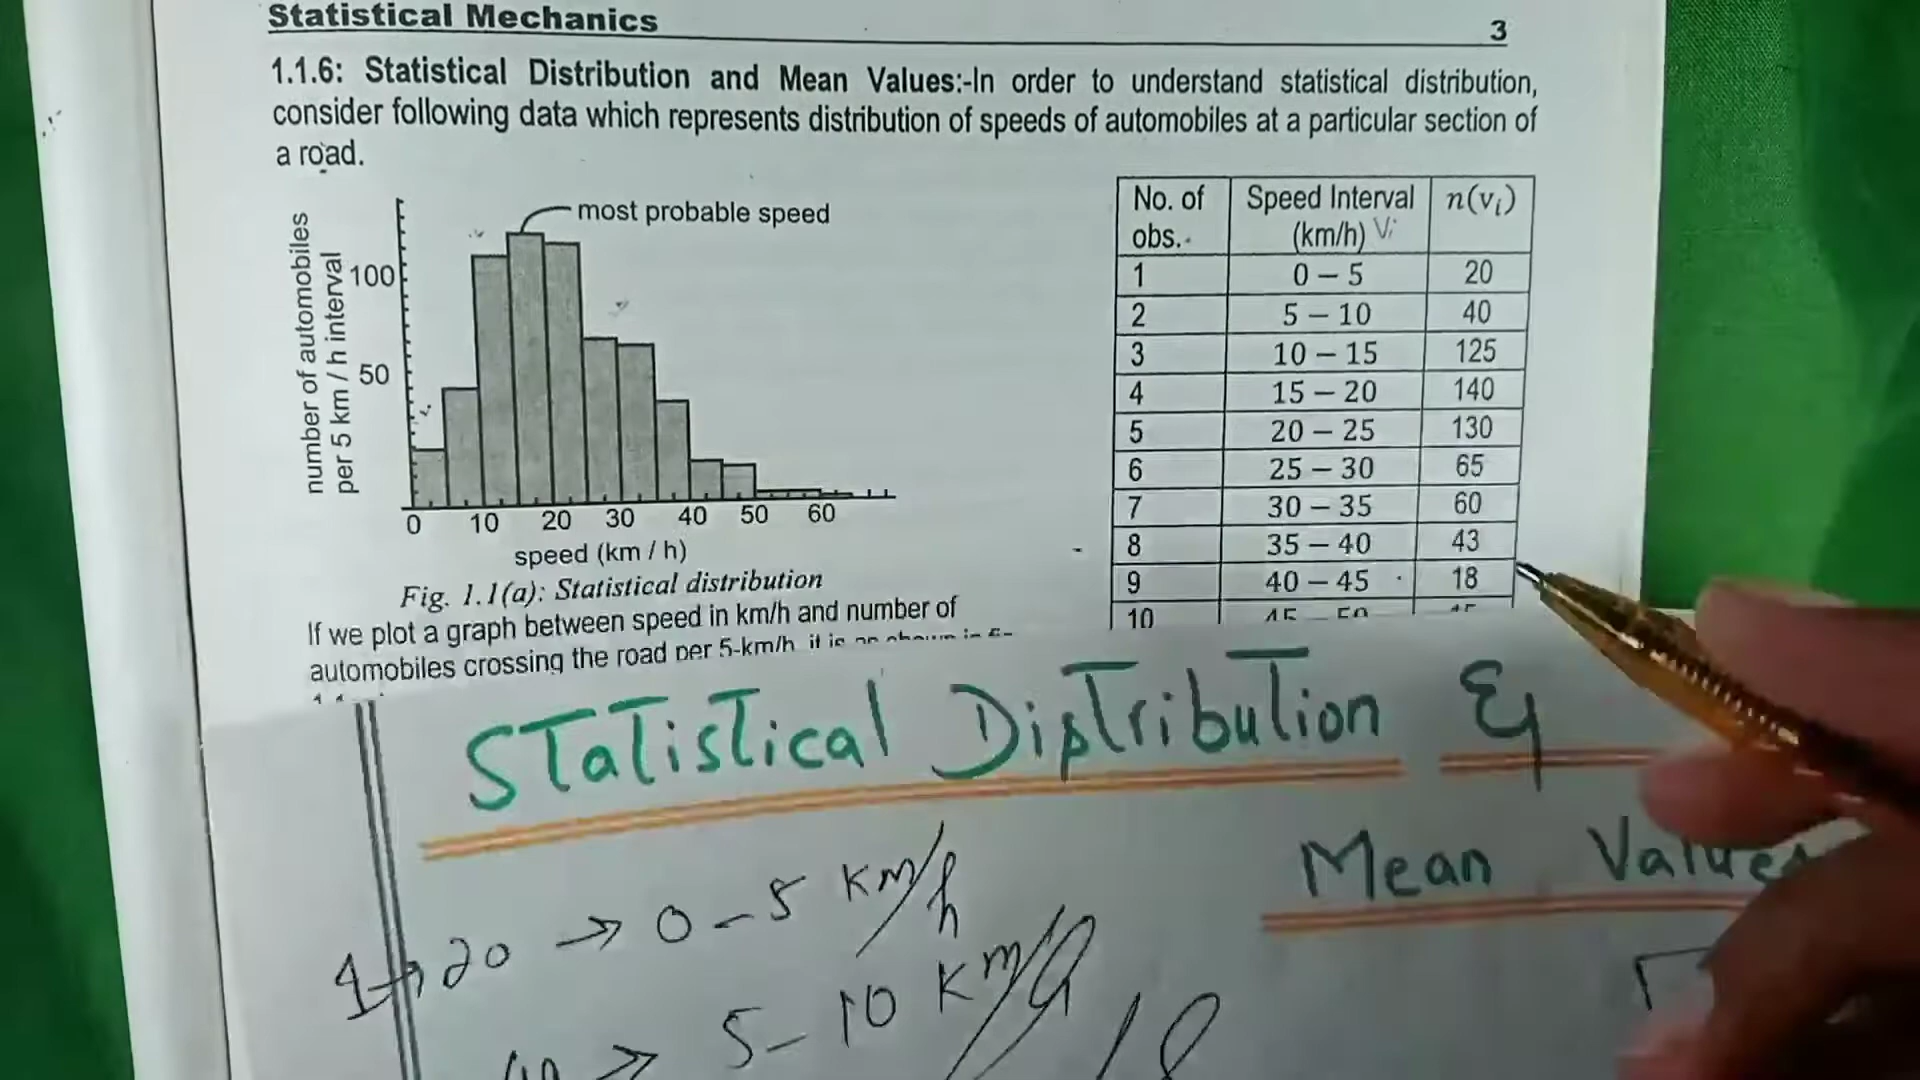 Statistical Mechanics 3
1.1.6: Statistical Distribution and Mean Values:-In order to understand statistical distribution,
consider following data which represents distribution of speeds of automobiles at a particular section of
a road.
number of automobiles
per 5 km / h interval
100
50
most probable speed
0 10 20 30 40 50 60
speed (km / h)
Fig. 1.1(a): Statistical distribution
If we plot a graph between speed in km/h and number of
automobiles crossing the road per 5-km/h it is
No. of obs. Speed Interval (km/h) Vi n(vᵢ)
1 0 – 5 20
2 5 – 10 40
3 10 – 15 125
4 15 – 20 140
5 20 – 25 130
6 25 – 30 65
7 30 – 35 60
8 35 – 40 43
9 40 – 45 18
10
Statistical Distribution &
Mean Values
1 → 20 → 0 – 5 Km/h
→ 5 – 10 Km/h